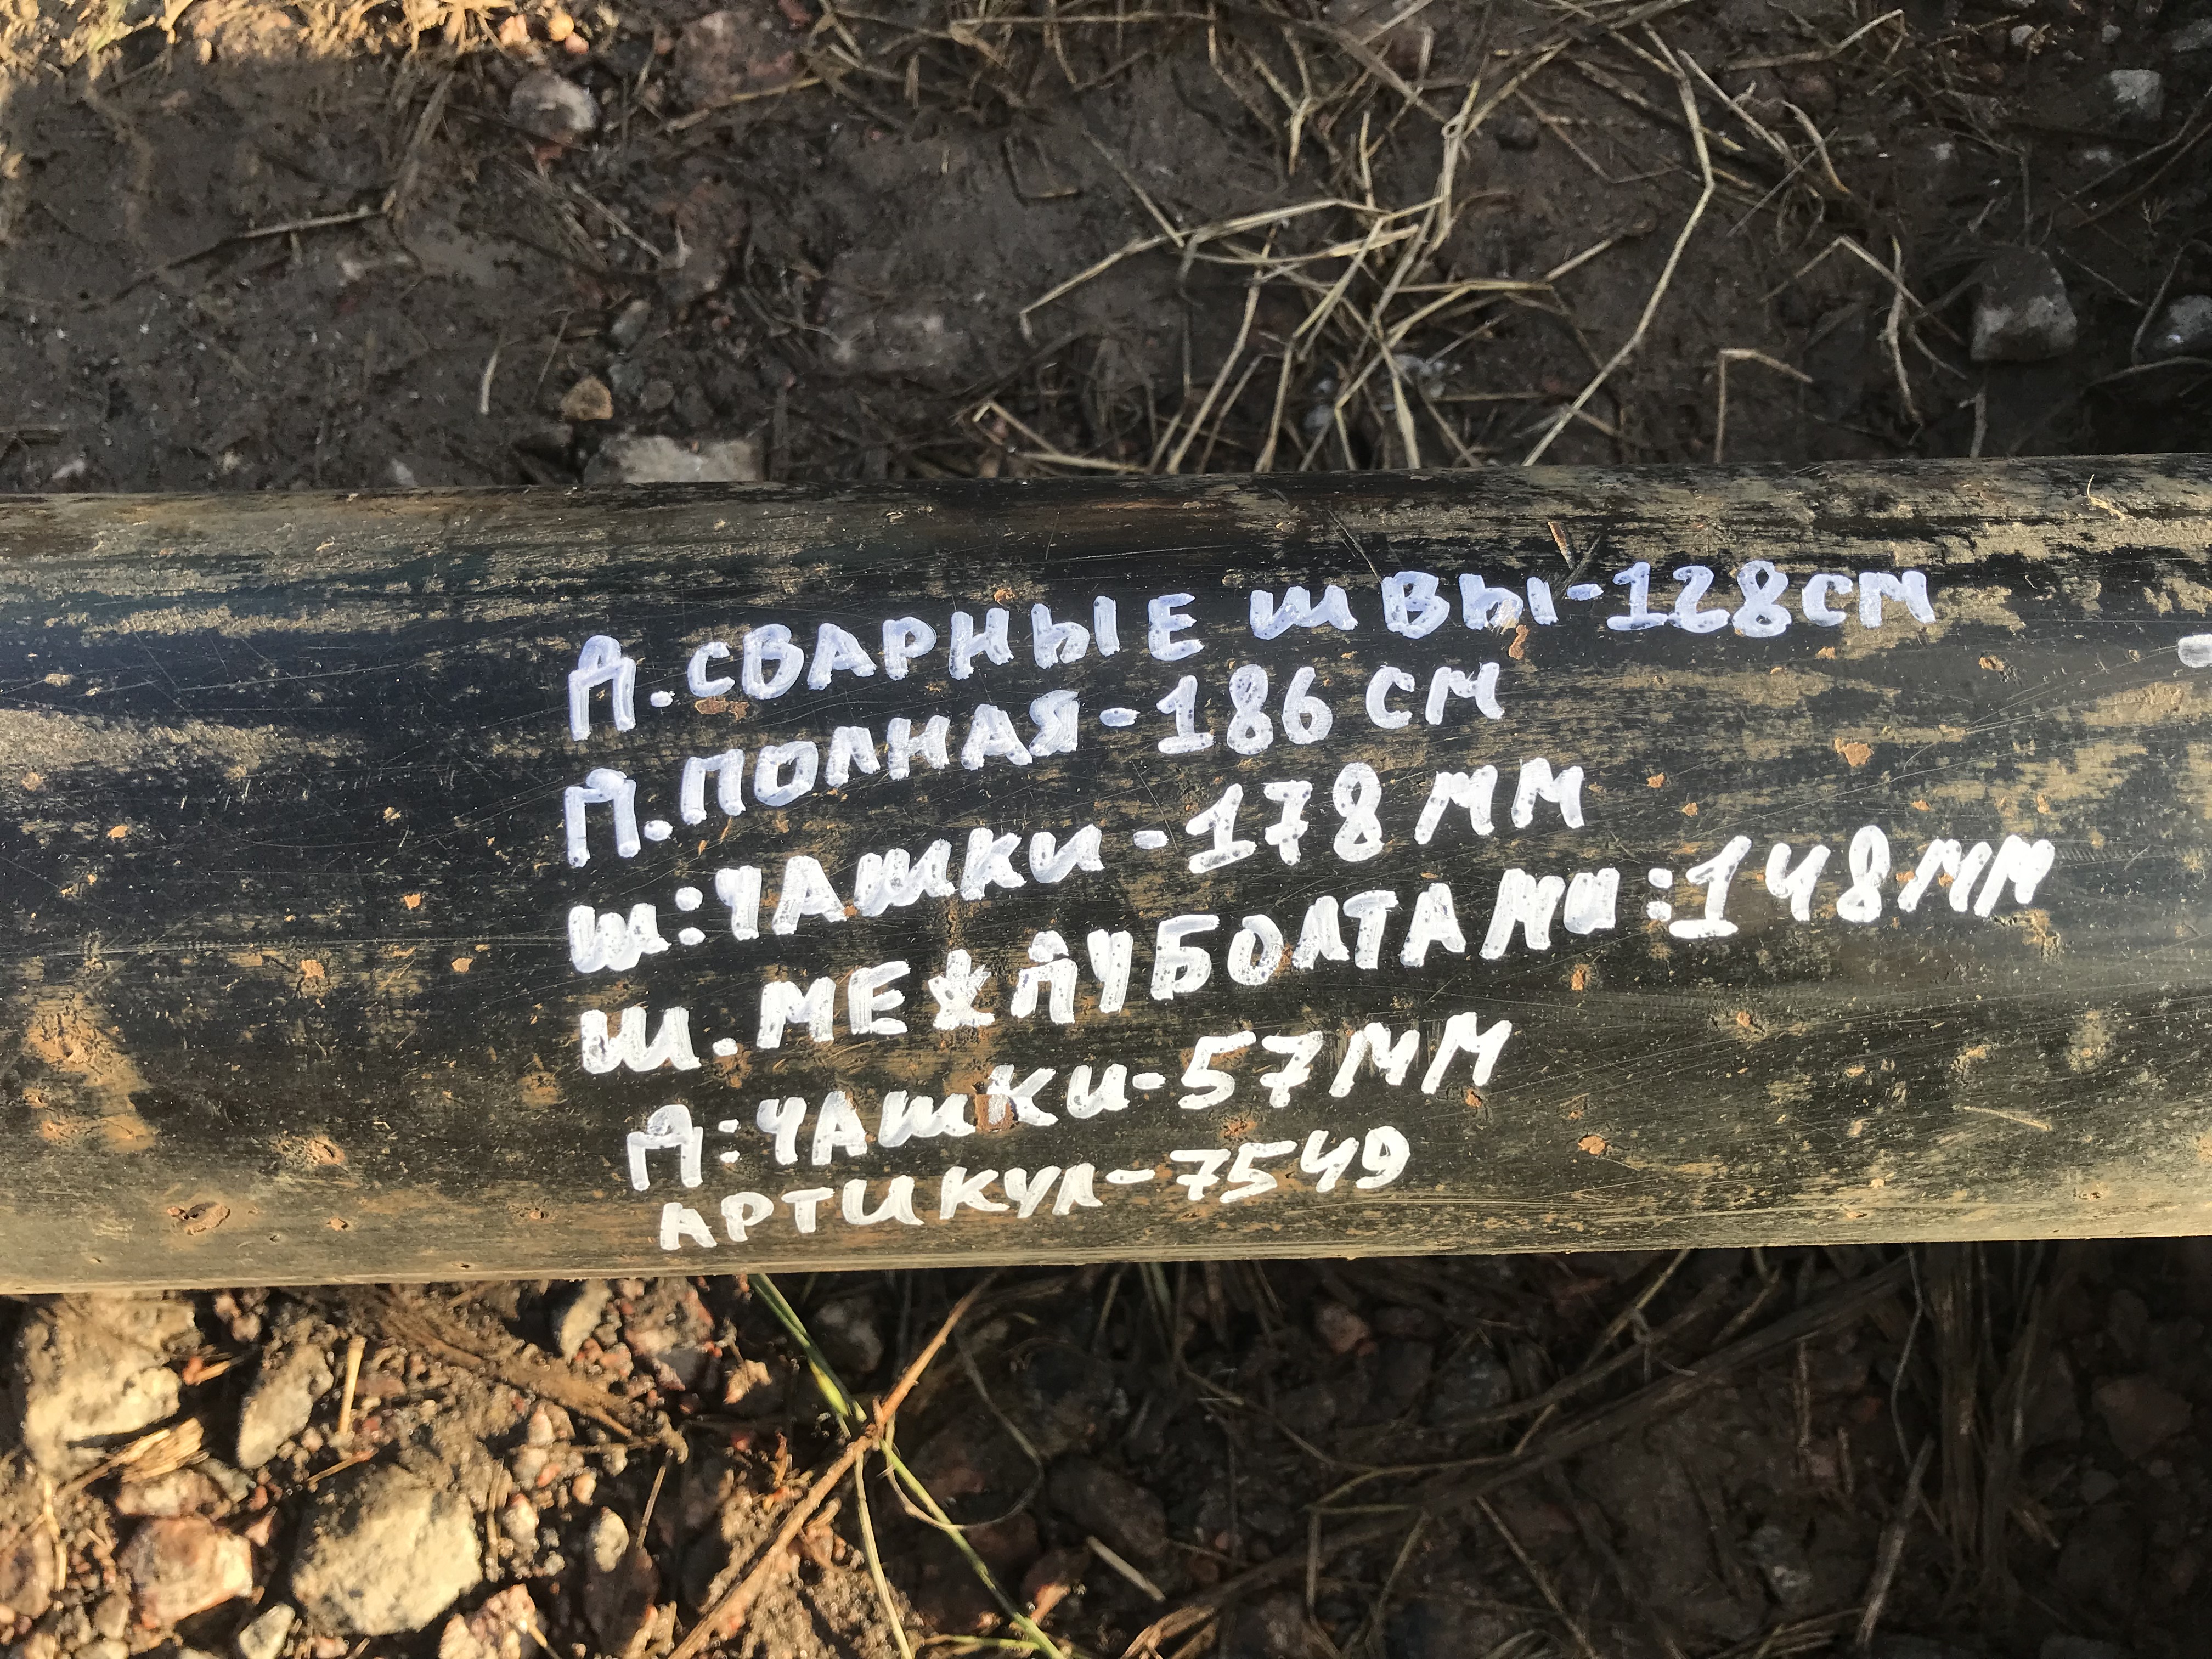 Д.СВАРНЫЕ ШВЫ-128СМ
Д.ПОЛНАЯ-186 СМ
Ш:ЧАШКИ-178 ММ
Ш.МЕЖДУБОЛТАМИ:148ММ
Д:ЧАШКИ-57ММ
АРТИКУЛ-7549